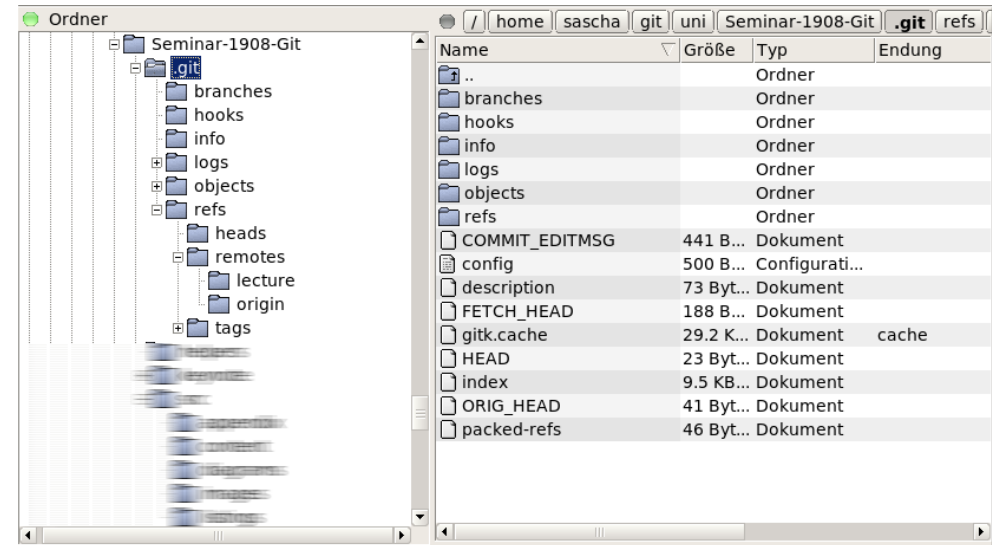 Ordner
Seminar-1908-Git
.git
branches
hooks
info
logs
objects
refs
heads
remotes
lecture
origin
tags
/ home sascha git uni Seminar-1908-Git .git refs
Name Größe Typ Endung
.. Ordner
branches Ordner
hooks Ordner
info Ordner
logs Ordner
objects Ordner
refs Ordner
COMMIT_EDITMSG 441 B... Dokument
config 500 B... Configurati...
description 73 Byt... Dokument
FETCH_HEAD 188 B... Dokument
gitk.cache 29.2 K... Dokument cache
HEAD 23 Byt... Dokument
index 9.5 KB... Dokument
ORIG_HEAD 41 Byt... Dokument
packed-refs 46 Byt... Dokument